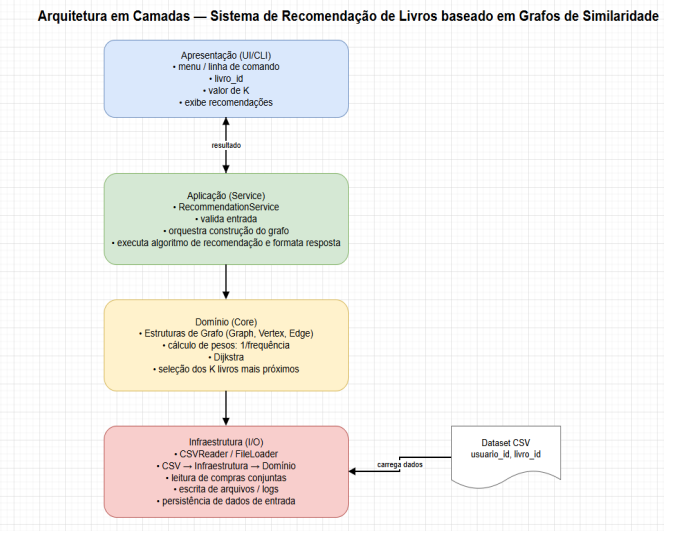 Arquitetura em Camadas — Sistema de Recomendação de Livros baseado em Grafos de Similaridade
Apresentação (UI/CLI)
• menu / linha de comando
• livro_id
• valor de K
• exibe recomendações
resultado
Aplicação (Service)
• RecommendationService
• valida entrada
• orquestra construção do grafo
• executa algoritmo de recomendação e formata resposta
Domínio (Core)
• Estruturas de Grafo (Graph, Vertex, Edge)
• cálculo de pesos: 1/frequência
• Dijkstra
• seleção dos K livros mais próximos
Infraestrutura (I/O)
• CSVReader / FileLoader
• CSV → Infraestrutura → Domínio
• leitura de compras conjuntas
• escrita de arquivos / logs
• persistência de dados de entrada
carrega dados
Dataset CSV
usuario_id, livro_id